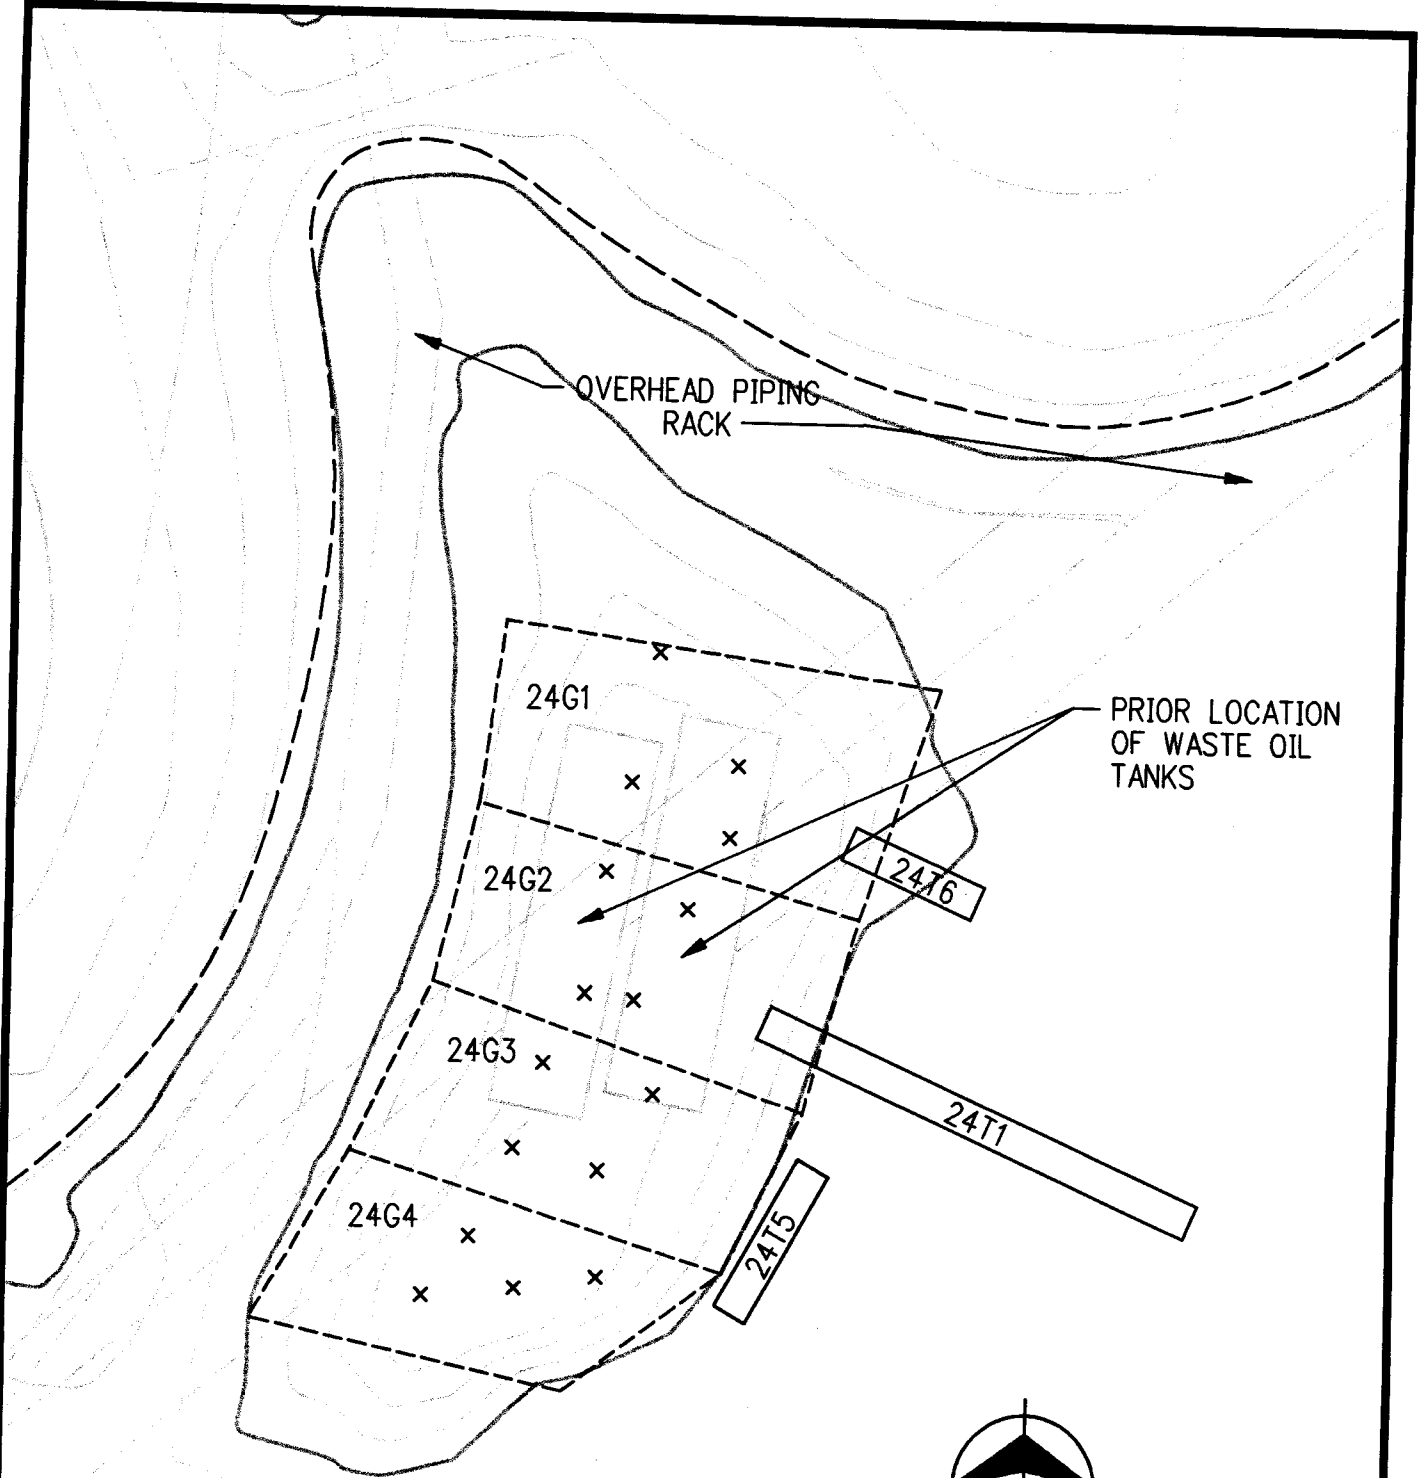 OVERHEAD PIPING
RACK
24G1
PRIOR LOCATION
OF WASTE OIL
TANKS
24G2
24T6
24G3
24T1
24G4
24T5